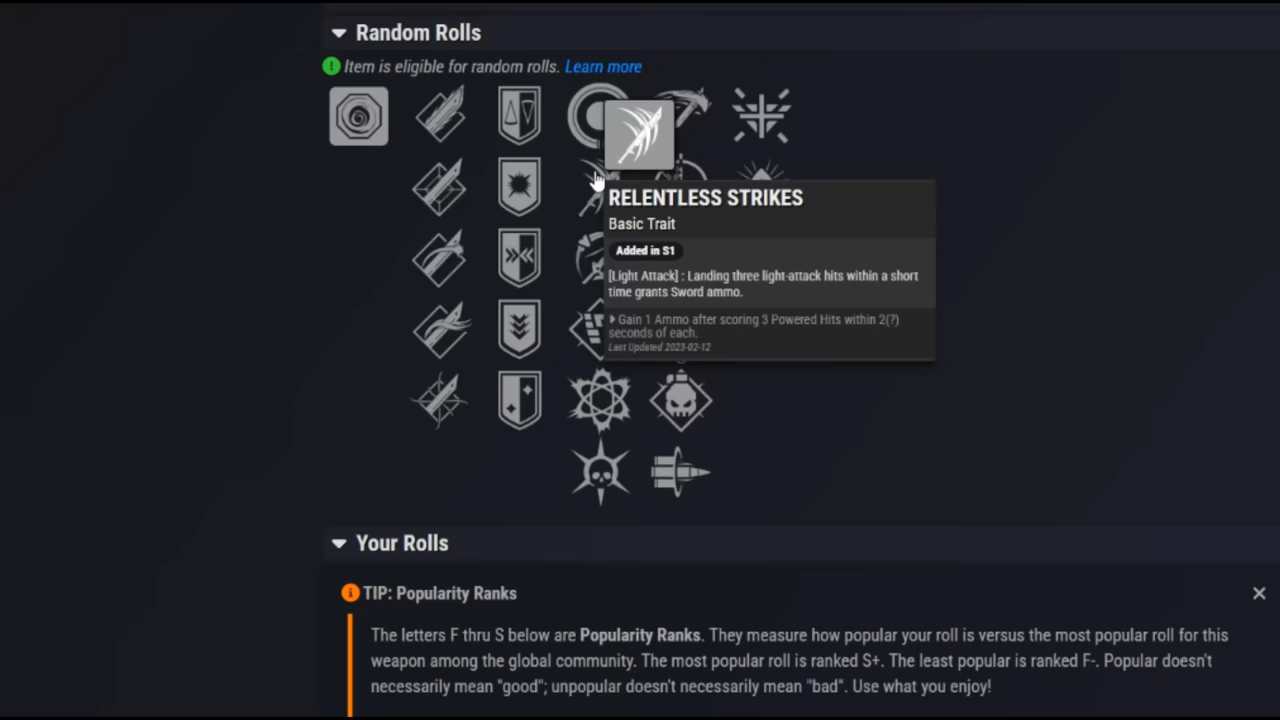 Random Rolls
Item is eligible for random rolls. Learn more
RELENTLESS STRIKES
Basic Trait
Added in S1
[Light Attack] : Landing three light-attack hits within a short
time grants Sword ammo.
Gain 1 Ammo after scoring 3 Powered Hits within 2(?)
seconds of each.
Last Updated 2023-02-12
Your Rolls
TIP: Popularity Ranks
The letters F thru S below are Popularity Ranks. They measure how popular your roll is versus the most popular roll for this
weapon among the global community. The most popular roll is ranked S+. The least popular is ranked F-. Popular doesn't
necessarily mean "good"; unpopular doesn't necessarily mean "bad". Use what you enjoy!